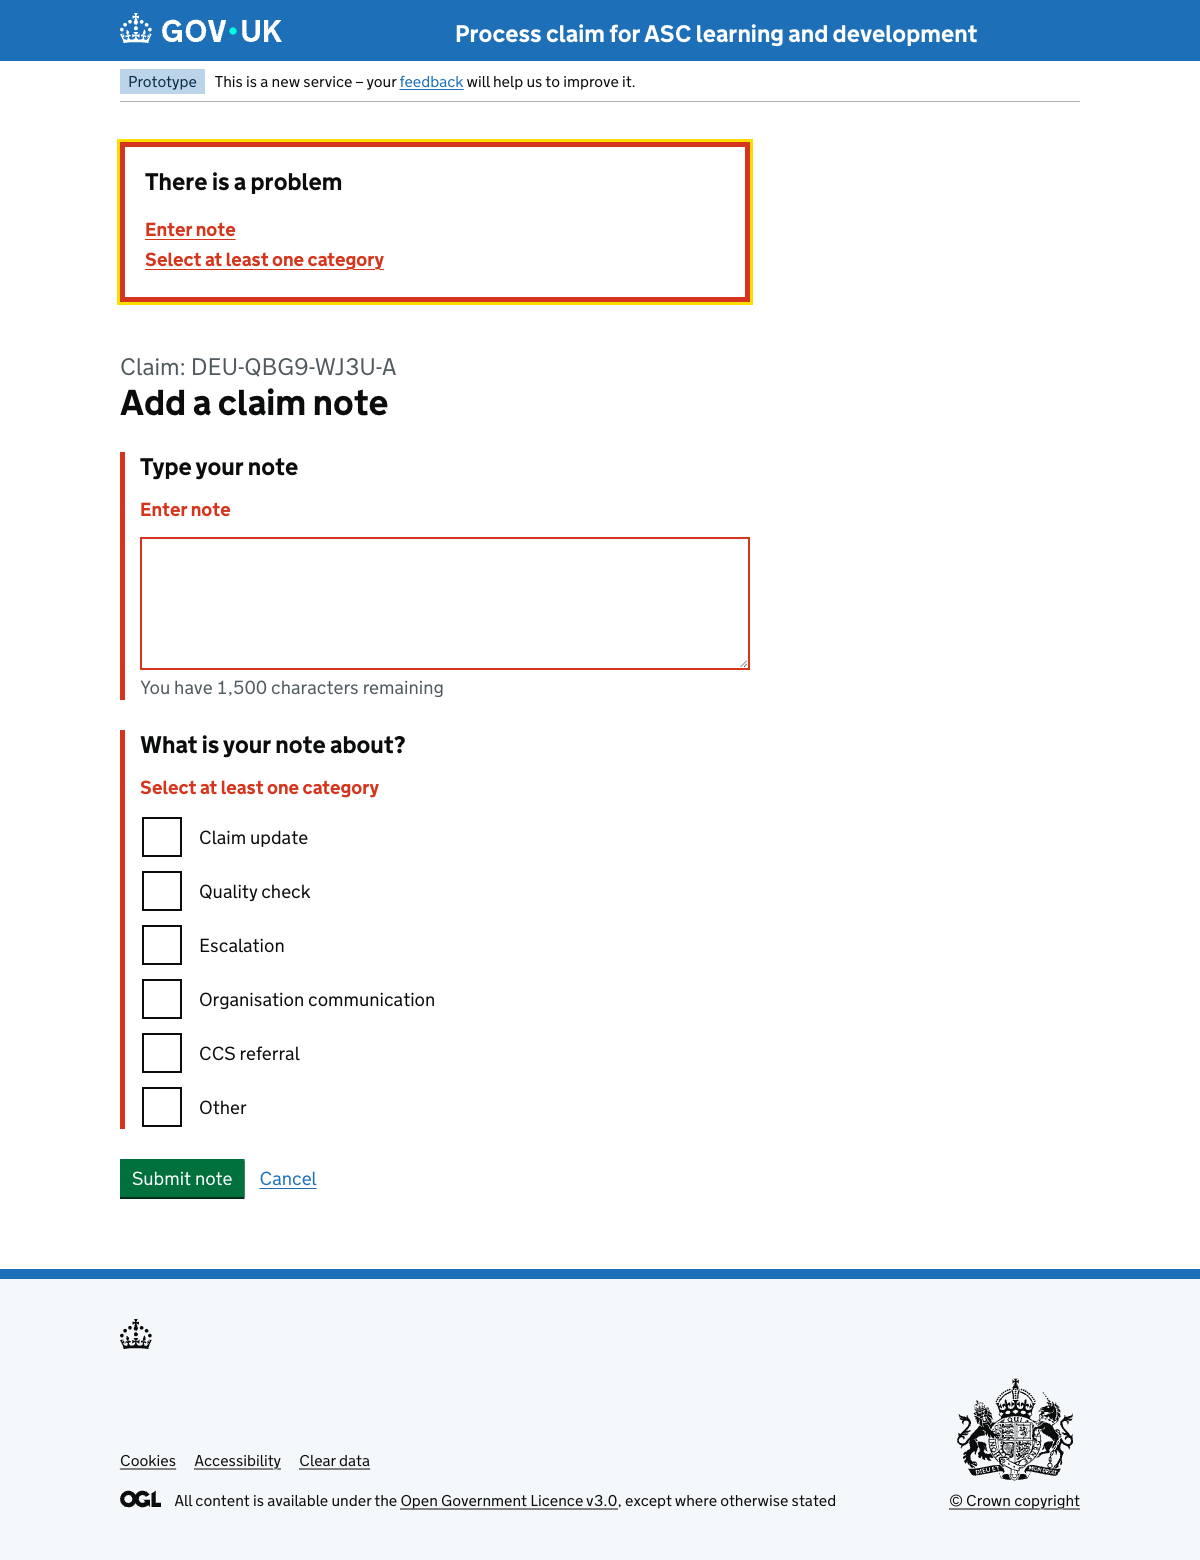 GOV·UK
Process claim for ASC learning and development
Prototype This is a new service – your feedback will help us to improve it.
There is a problem
Enter note
Select at least one category
Claim: DEU-QBG9-WJ3U-A
Add a claim note
Type your note
Enter note
You have 1,500 characters remaining
What is your note about?
Select at least one category
Claim update
Quality check
Escalation
Organisation communication
CCS referral
Other
Submit note Cancel
Cookies Accessibility Clear data
OGL All content is available under the Open Government Licence v3.0, except where otherwise stated
© Crown copyright